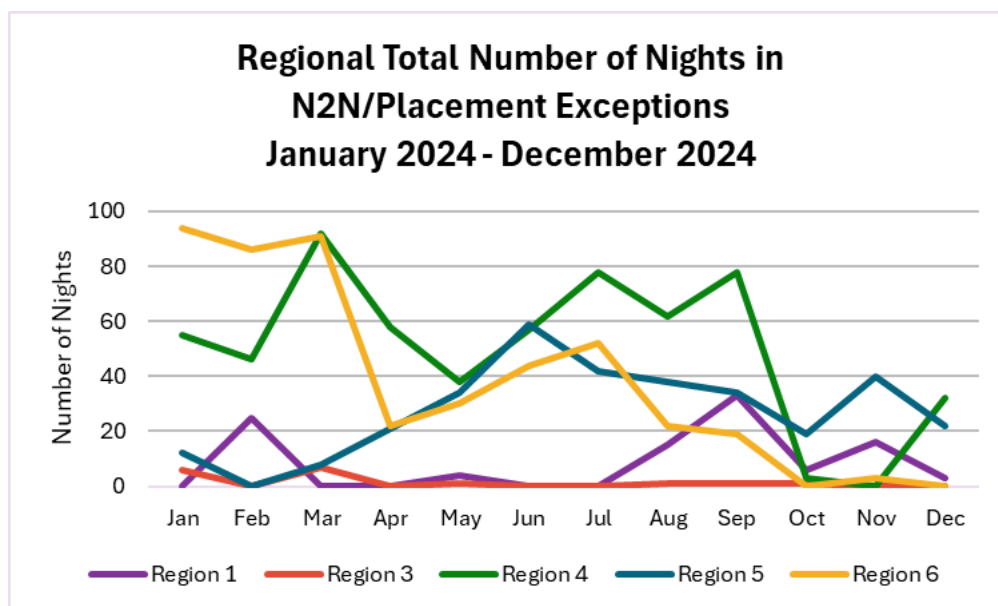 Regional Total Number of Nights in
N2N/Placement Exceptions
January 2024 - December 2024
Number of Nights
100
80
60
40
20
0
Jan Feb Mar Apr May Jun Jul Aug Sep Oct Nov Dec
Region 1 Region 3 Region 4 Region 5 Region 6